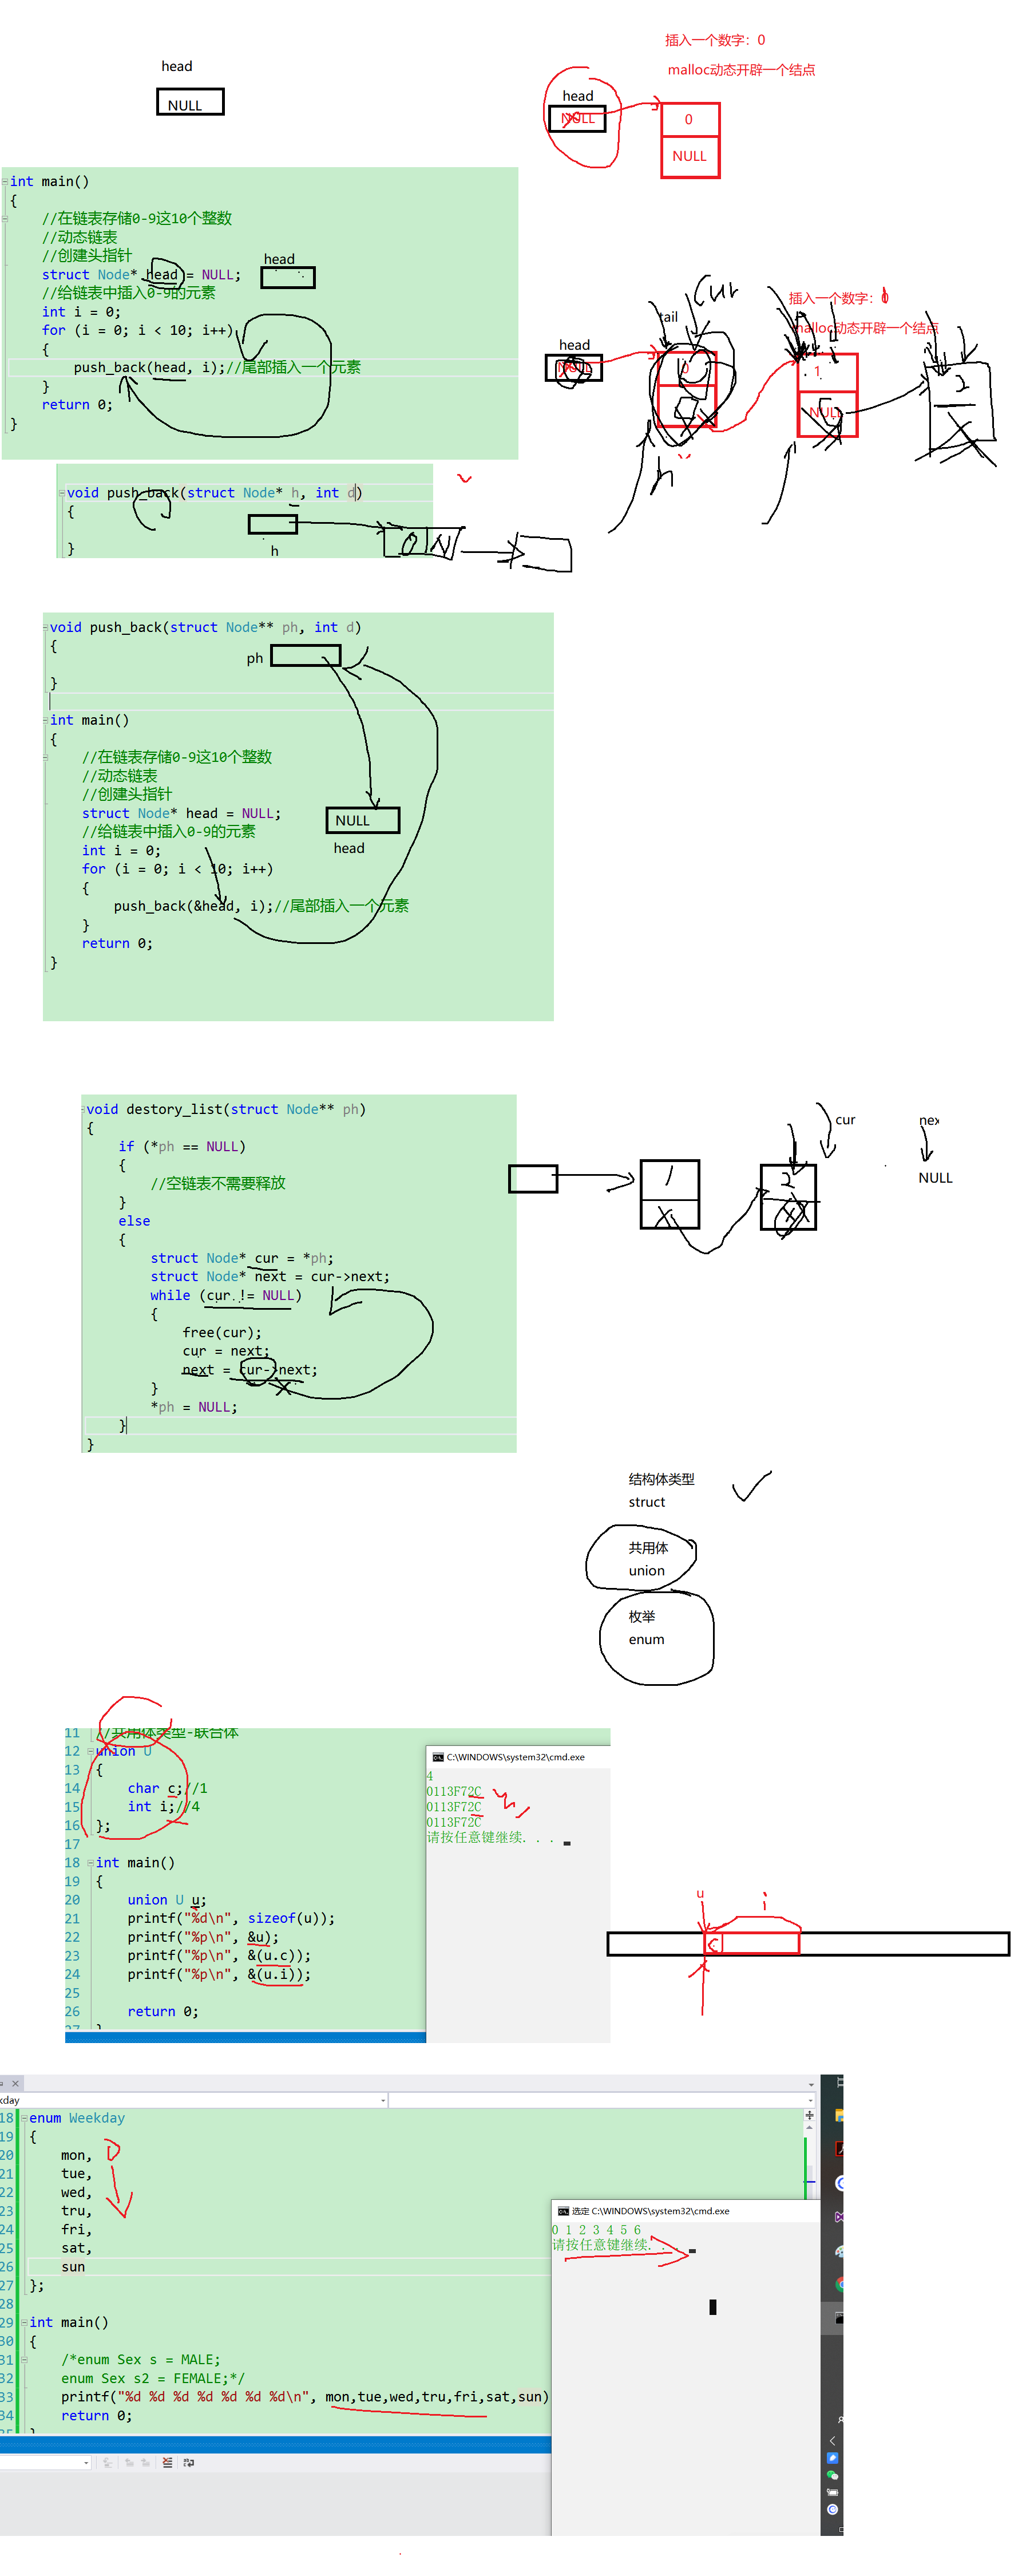 head
NULL
插入一个数字：0
malloc动态开辟一个结点
head
NULL
0
NULL
int main()
{
//在链表存储0-9这10个整数
//动态链表
//创建头指针
struct Node* head = NULL;
head
//给链表中插入0-9的元素
int i = 0;
for (i = 0; i < 10; i++)
{
push_back(head, i);//尾部插入一个元素
}
return 0;
}
cur
插入一个数字：
tail
malloc动态开辟一个结点
head
NULL
0
1
NULL
2
h
void push_back(struct Node* h, int d)
{
h
}
0 N
void push_back(struct Node** ph, int d)
{
ph
}
int main()
{
//在链表存储0-9这10个整数
//动态链表
//创建头指针
struct Node* head = NULL;
NULL
//给链表中插入0-9的元素
head
int i = 0;
for (i = 0; i < 10; i++)
{
push_back(&head, i);//尾部插入一个元素
}
return 0;
}
void destory_list(struct Node** ph)
{
if (*ph == NULL)
{
//空链表不需要释放
}
else
{
struct Node* cur = *ph;
struct Node* next = cur->next;
while (cur != NULL)
{
free(cur);
cur = next;
next = cur->next;
}
*ph = NULL;
}
}
cur
nex
NULL
1
2
结构体类型
struct
共用体
union
枚举
enum
11 //共用体类型-联合体
12 union U
13 {
14 char c;//1
15 int i;//4
16 };
17
18 int main()
19 {
20 union U u;
21 printf("%d\n", sizeof(u));
22 printf("%p\n", &u);
23 printf("%p\n", &(u.c));
24 printf("%p\n", &(u.i));
25
26 return 0;
27 }
C:\WINDOWS\system32\cmd.exe
4
0113F72C
0113F72C
0113F72C
请按任意键继续. . .
u
i
c
kday
18 enum Weekday
19 {
20 mon,
0
21 tue,
22 wed,
23 tru,
24 fri,
25 sat,
26 sun
27 };
28
29 int main()
30 {
31 /*enum Sex s = MALE;
32 enum Sex s2 = FEMALE;*/
33 printf("%d %d %d %d %d %d %d\n", mon,tue,wed,tru,fri,sat,sun)
34 return 0;
35 }
选定 C:\WINDOWS\system32\cmd.exe
0 1 2 3 4 5 6
请按任意键继续. . .